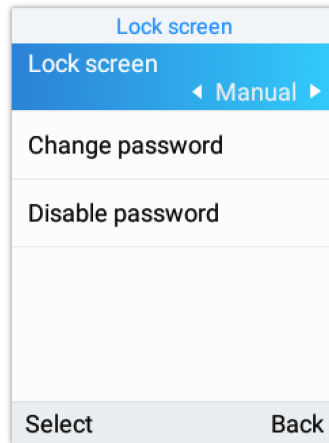 Lock screen
Lock screen
Manual
Change password
Disable password
Select Back